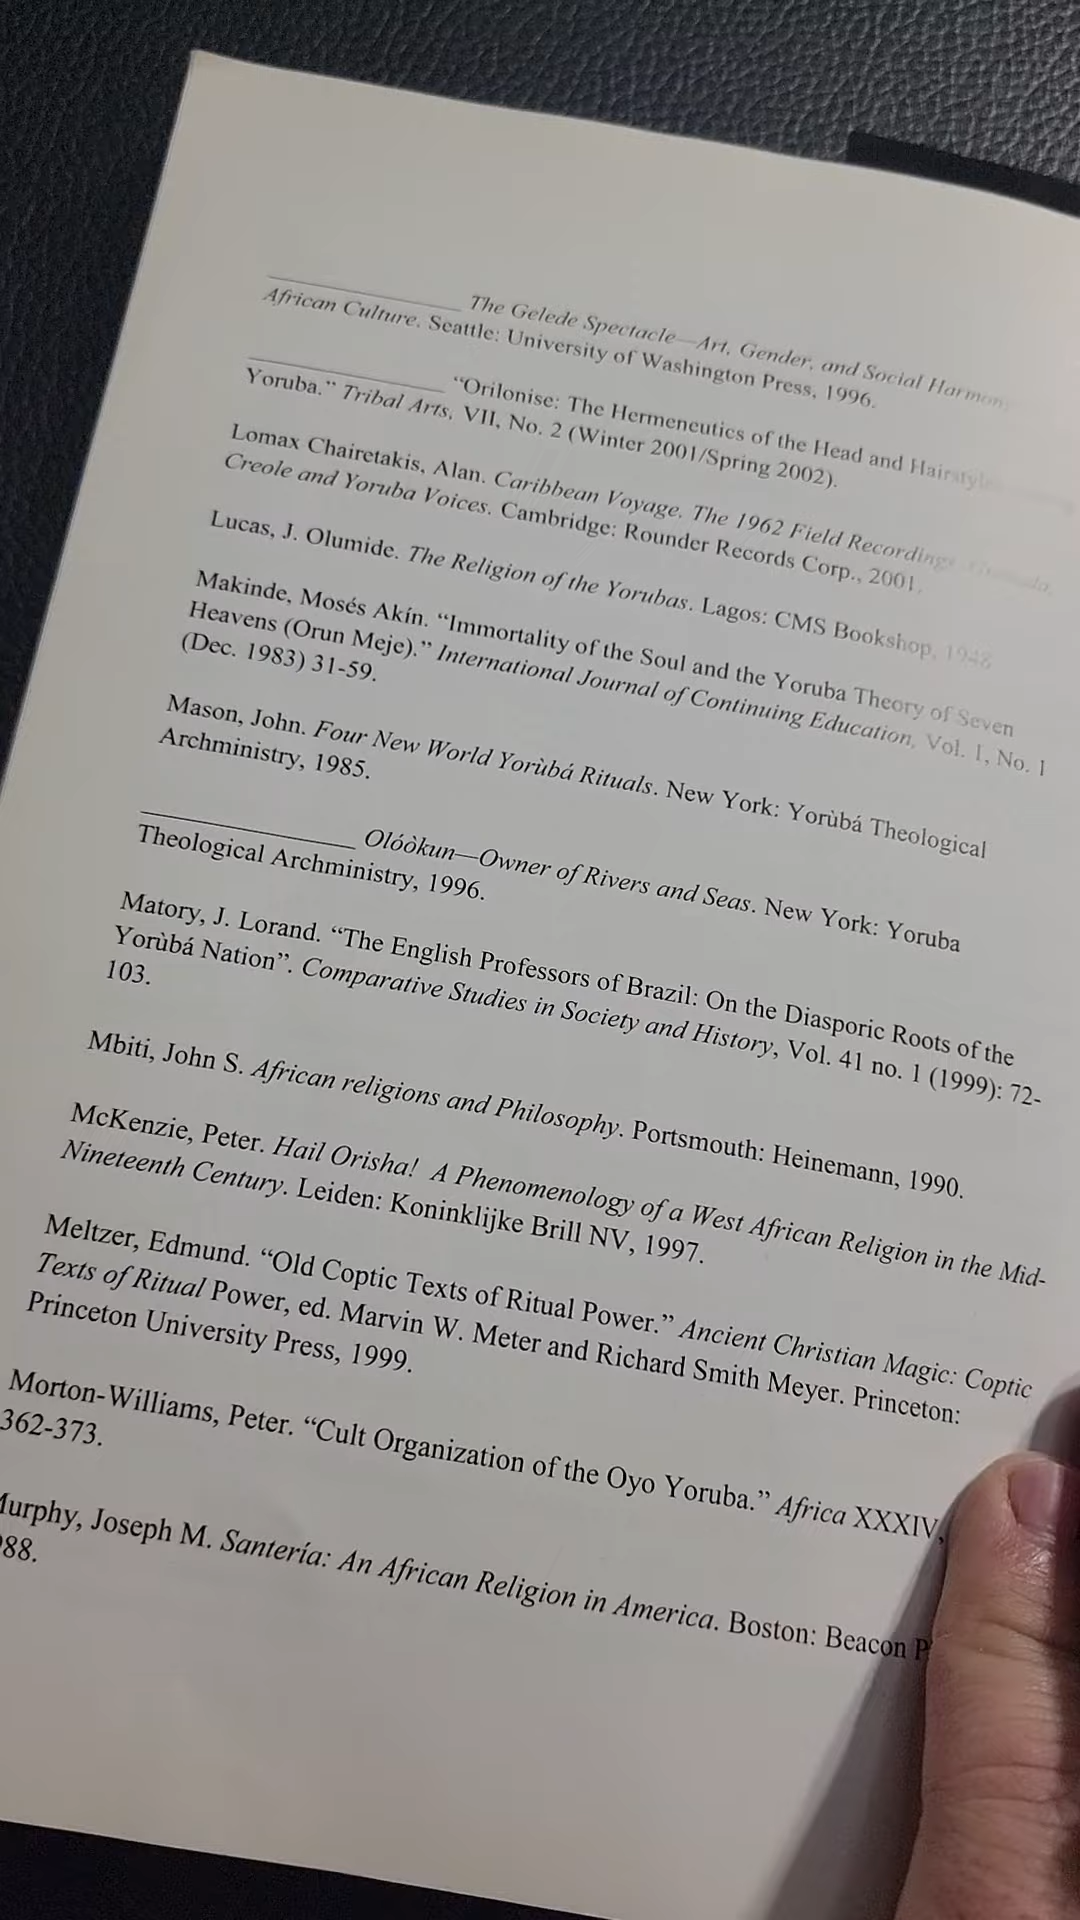 ____________ The Gelede Spectacle—Art, Gender, and Social Harmony
African Culture. Seattle: University of Washington Press, 1996.
____________ “Orilonise: The Hermeneutics of the Head and Hairstyles
Yoruba.” Tribal Arts, VII, No. 2 (Winter 2001/Spring 2002).
Lomax Chairetakis, Alan. Caribbean Voyage. The 1962 Field Recordings.
Creole and Yoruba Voices. Cambridge: Rounder Records Corp., 2001.
Lucas, J. Olumide. The Religion of the Yorubas. Lagos: CMS Bookshop, 1948
Makinde, Mosés Akín. “Immortality of the Soul and the Yoruba Theory of Seven
Heavens (Orun Meje).” International Journal of Continuing Education, Vol. 1, No. 1
(Dec. 1983) 31-59.
Mason, John. Four New World Yorùbá Rituals. New York: Yorùbá Theological
Archministry, 1985.
____________ Olóòkun—Owner of Rivers and Seas. New York: Yoruba
Theological Archministry, 1996.
Matory, J. Lorand. “The English Professors of Brazil: On the Diasporic Roots of the
Yorùbá Nation”. Comparative Studies in Society and History, Vol. 41 no. 1 (1999): 72-
103.
Mbiti, John S. African religions and Philosophy. Portsmouth: Heinemann, 1990.
McKenzie, Peter. Hail Orisha! A Phenomenology of a West African Religion in the Mid-
Nineteenth Century. Leiden: Koninklijke Brill NV, 1997.
Meltzer, Edmund. “Old Coptic Texts of Ritual Power.” Ancient Christian Magic: Coptic
Texts of Ritual Power, ed. Marvin W. Meter and Richard Smith Meyer. Princeton:
Princeton University Press, 1999.
Morton-Williams, Peter. “Cult Organization of the Oyo Yoruba.” Africa XXXIV,
362-373.
Murphy, Joseph M. Santería: An African Religion in America. Boston: Beacon P
88.